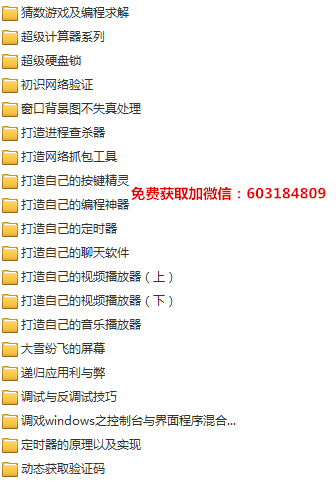 猜数游戏及编程求解
超级计算器系列
超级硬盘锁
初识网络验证
窗口背景图不失真处理
打造进程查杀器
打造网络抓包工具
打造自己的按键精灵
免费获取加微信：603184809
打造自己的编程神器
打造自己的定时器
打造自己的聊天软件
打造自己的视频播放器（上）
打造自己的视频播放器（下）
打造自己的音乐播放器
大雪纷飞的屏幕
递归应用利与弊
调试与反调试技巧
调戏windows之控制台与界面程序混合...
定时器的原理以及实现
动态获取验证码